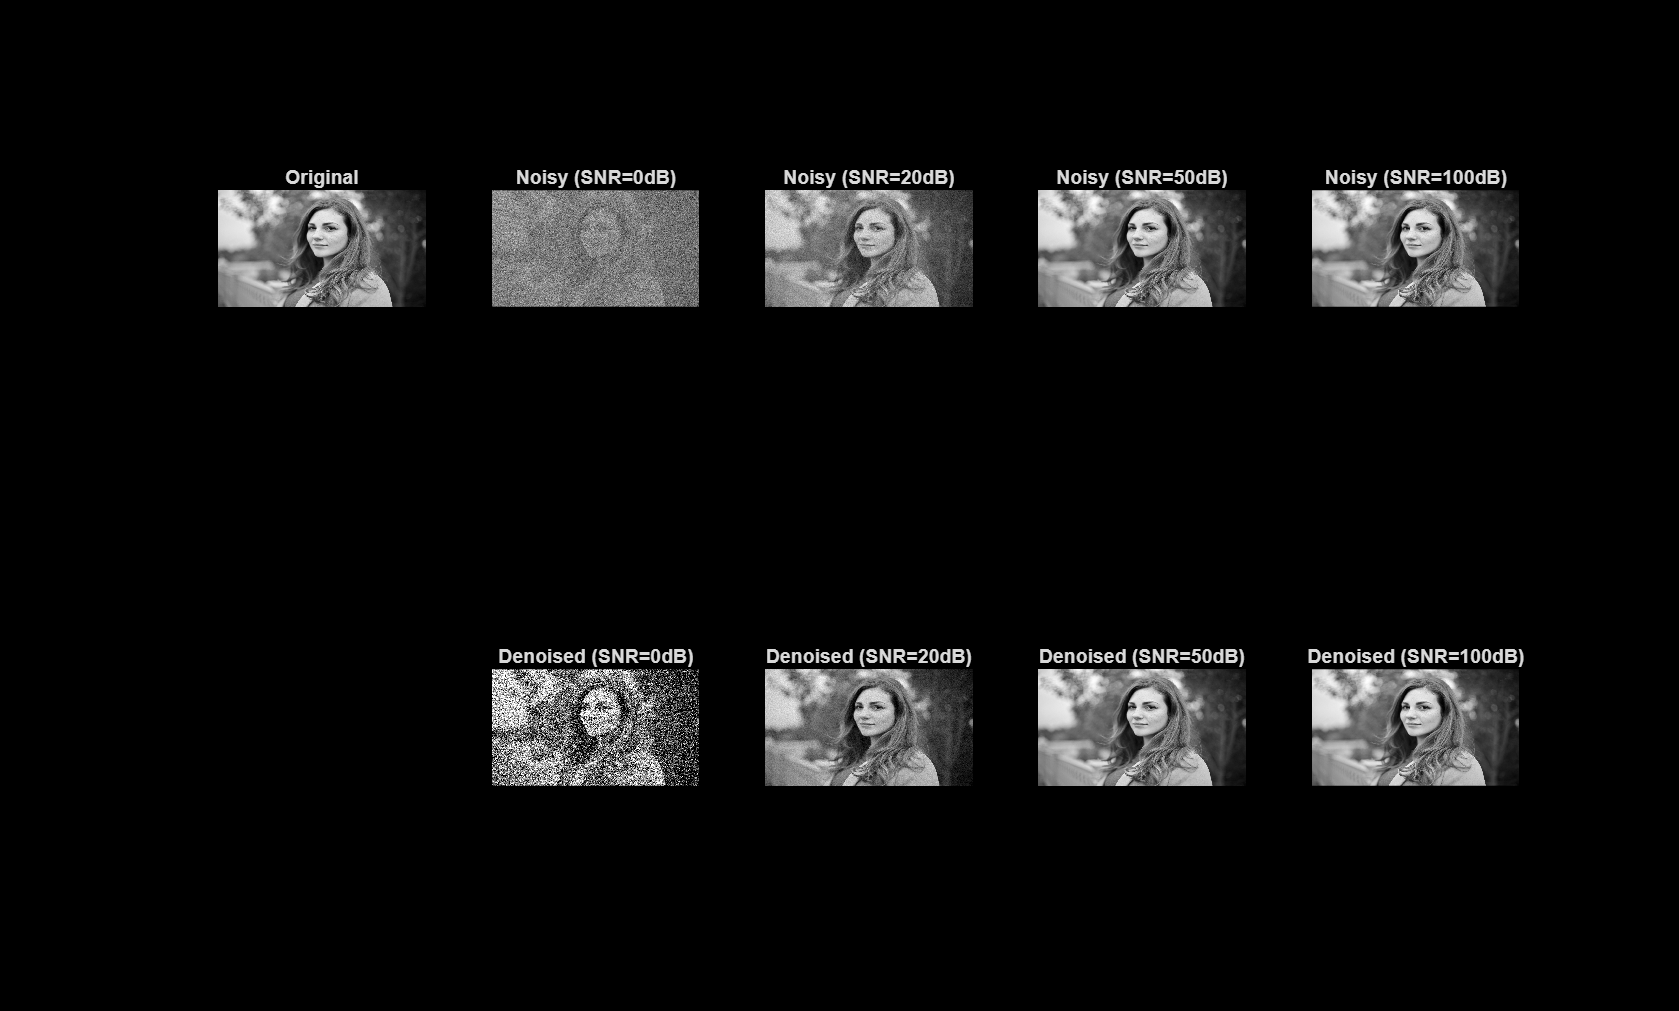 Original
Noisy (SNR=0dB)
Noisy (SNR=20dB)
Noisy (SNR=50dB)
Noisy (SNR=100dB)
Denoised (SNR=0dB)
Denoised (SNR=20dB)
Denoised (SNR=50dB)
Denoised (SNR=100dB)